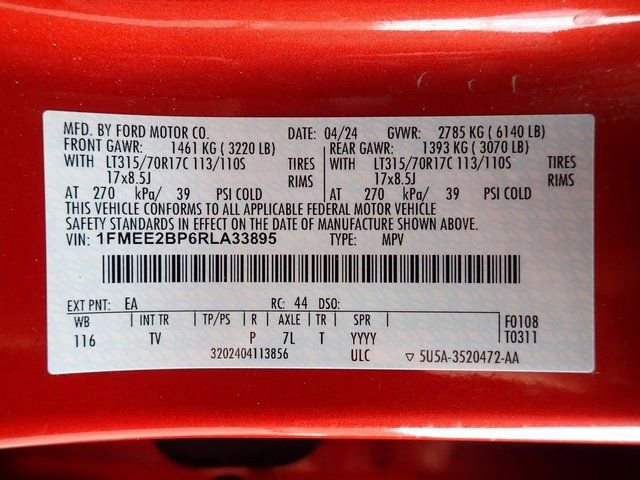 MFD. BY FORD MOTOR CO. DATE: 04/24 GVWR: 2785 KG ( 6140 LB)
FRONT GAWR: 1461 KG ( 3220 LB) REAR GAWR: 1393 KG ( 3070 LB)
WITH LT315/70R17C 113/110S TIRES WITH LT315/70R17C 113/110S TIRES
17x8.5J RIMS 17x8.5J RIMS
AT 270 kPa/ 39 PSI COLD AT 270 kPa/ 39 PSI COLD
THIS VEHICLE CONFORMS TO ALL APPLICABLE FEDERAL MOTOR VEHICLE
SAFETY STANDARDS IN EFFECT ON THE DATE OF MANUFACTURE SHOWN ABOVE.
VIN: 1FMEE2BP6RLA33895 TYPE: MPV
EXT PNT: EA RC: 44 DSO:
WB INT TR TP/PS R AXLE TR SPR F0108
116 TV P 7L T YYYY T0311
3202404113856 ULC ▽ 5U5A-3520472-AA